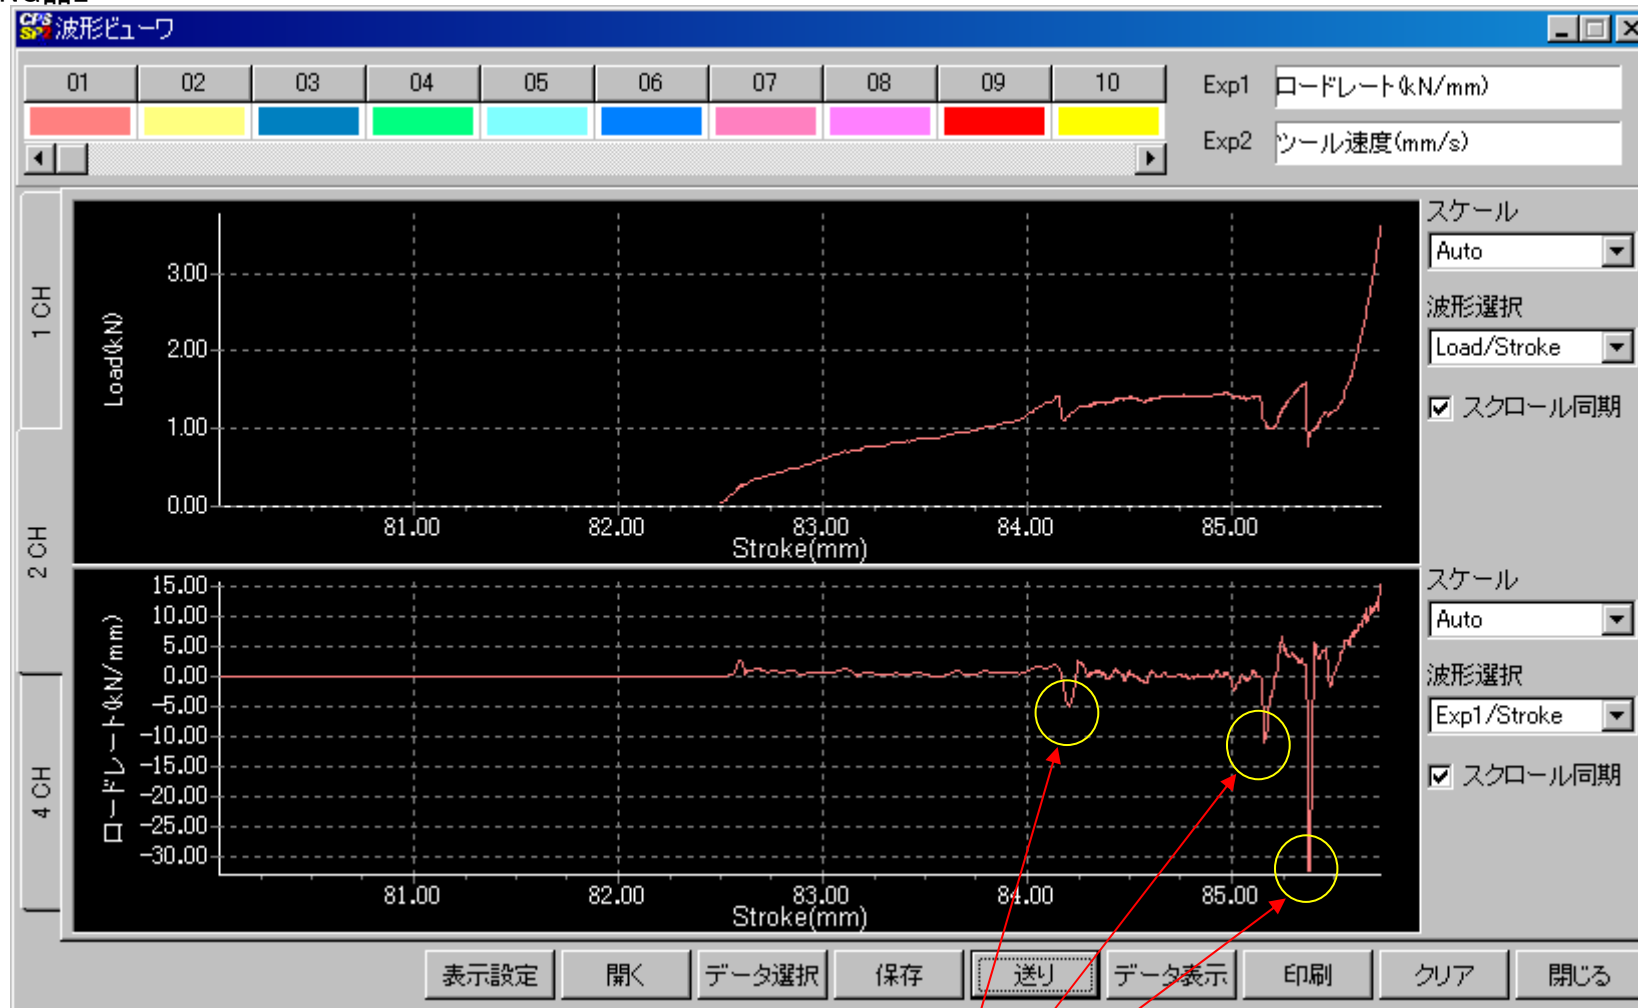 CPS SP2 波形ビューワ
01 02 03 04 05 06 07 08 09 10
Exp1 ロードレート(kN/mm)
Exp2 ツール速度(mm/s)
1 CH
2 CH
4 CH
Load(kN)
3.00
2.00
1.00
0.00
81.00 82.00 83.00 84.00 85.00
Stroke(mm)
スケール
Auto
波形選択
Load/Stroke
スクロール同期
ロードレート(kN/mm)
15.00
10.00
5.00
0.00
-5.00
-10.00
-15.00
-20.00
-25.00
-30.00
81.00 82.00 83.00 84.00 85.00
Stroke(mm)
スケール
Auto
波形選択
Exp1/Stroke
スクロール同期
表示設定 開く データ選択 保存 送り データ表示 印刷 クリア 閉じる